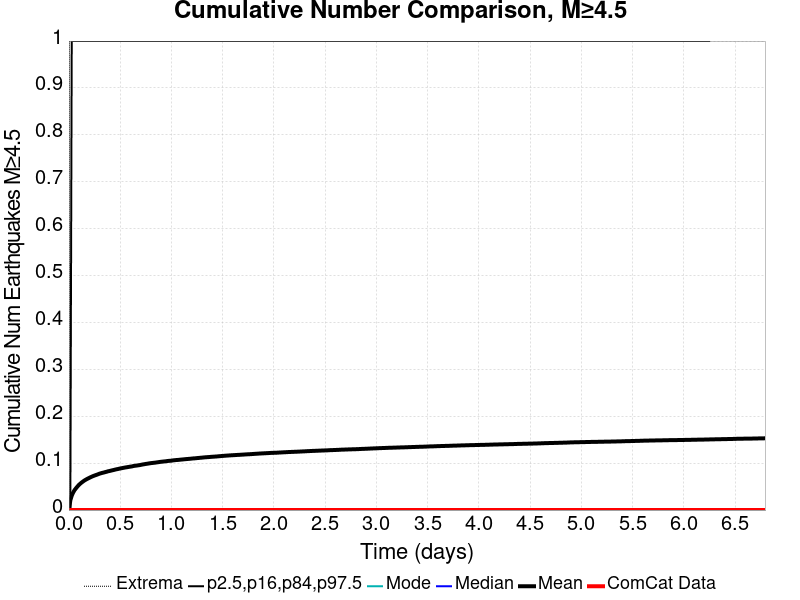 Cumulative Number Comparison, M≥4.5
Cumulative Num Earthquakes M≥4.5
1
0.9
0.8
0.7
0.6
0.5
0.4
0.3
0.2
0.1
0
0.0 0.5 1.0 1.5 2.0 2.5 3.0 3.5 4.0 4.5 5.0 5.5 6.0 6.5
Time (days)
Extrema p2.5,p16,p84,p97.5 Mode Median Mean ComCat Data